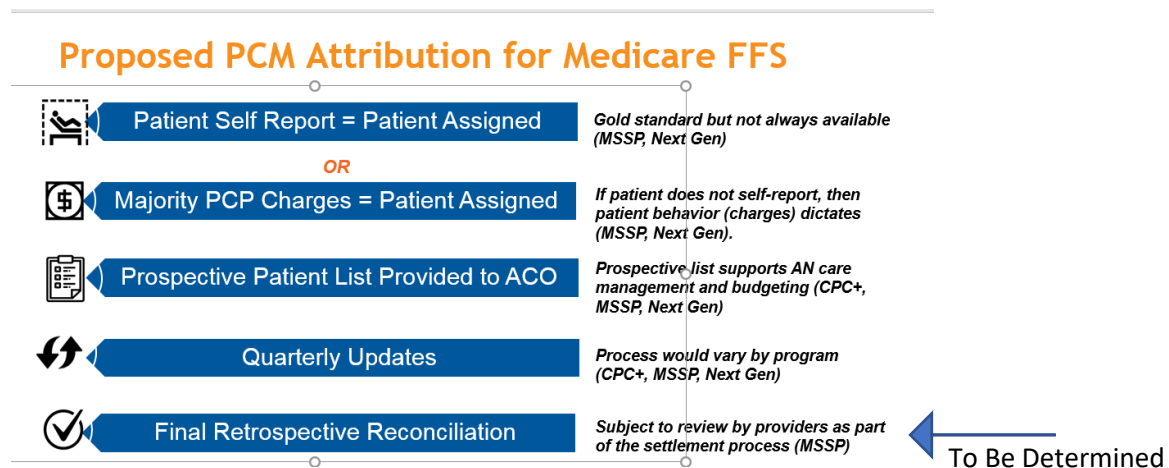 Proposed PCM Attribution for Medicare FFS
Patient Self Report = Patient Assigned
Gold standard but not always available
(MSSP, Next Gen)
OR
Majority PCP Charges = Patient Assigned
If patient does not self-report, then
patient behavior (charges) dictates
(MSSP, Next Gen).
Prospective Patient List Provided to ACO
Prospective list supports AN care
management and budgeting (CPC+,
MSSP, Next Gen)
Quarterly Updates
Process would vary by program
(CPC+, MSSP, Next Gen)
Final Retrospective Reconciliation
Subject to review by providers as part
of the settlement process (MSSP)
To Be Determined